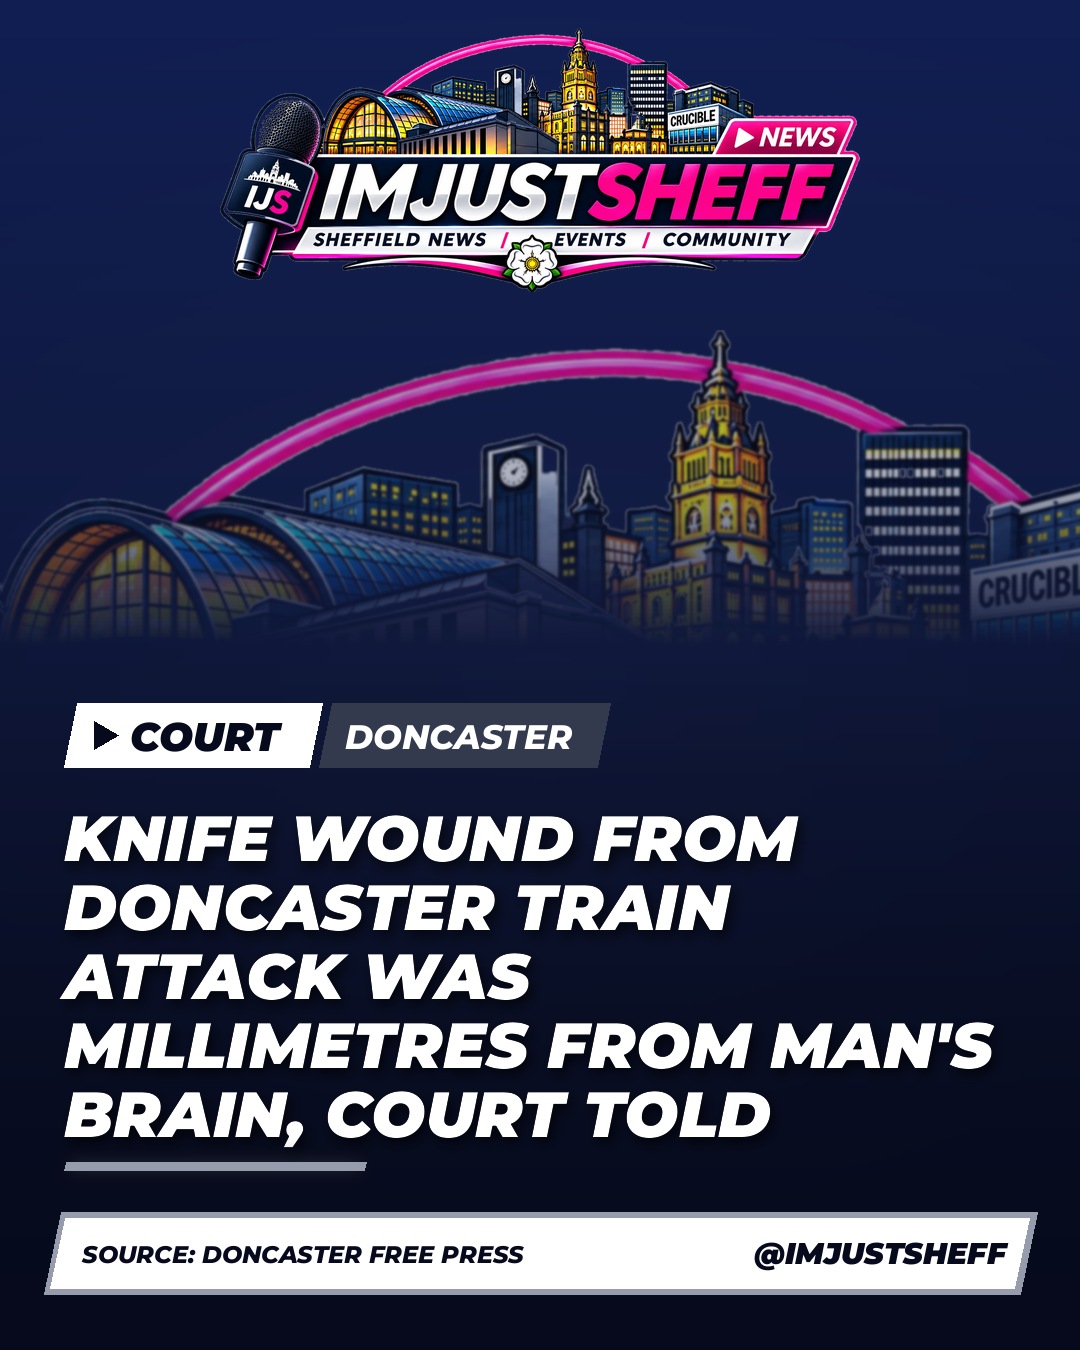 CRUCIBLE
NEWS
IJS
IMJUSTSHEFF
SHEFFIELD NEWS / EVENTS / COMMUNITY
CRUCIBL
COURT
DONCASTER
KNIFE WOUND FROM
DONCASTER TRAIN
ATTACK WAS
MILLIMETRES FROM MAN'S
BRAIN, COURT TOLD
SOURCE: DONCASTER FREE PRESS
@IMJUSTSHEFF